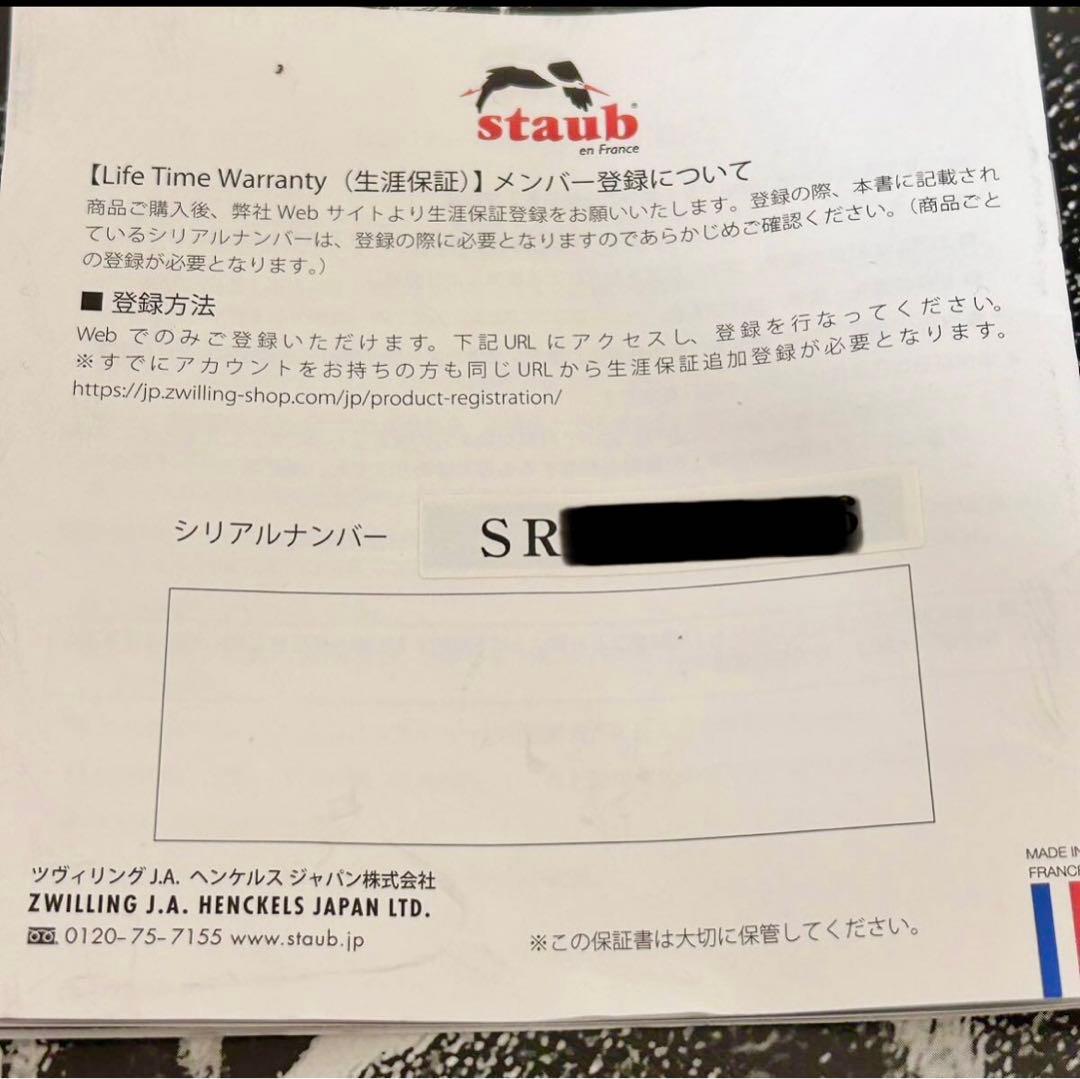 staub
en France
【Life Time Warranty（生涯保証）】メンバー登録について
商品ご購入後、弊社 Web サイトより生涯保証登録をお願いいたします。登録の際、本書に記載され
ているシリアルナンバーは、登録の際に必要となりますのであらかじめご確認ください。（商品ごと
の登録が必要となります。）
■ 登録方法
Web でのみご登録いただけます。下記 URL にアクセスし、登録を行なってください。
※すでにアカウントをお持ちの方も同じ URL から生涯保証追加登録が必要となります。
https://jp.zwilling-shop.com/jp/product-registration/
シリアルナンバー SR
ツヴィリング J.A. ヘンケルス ジャパン株式会社
ZWILLING J.A. HENCKELS JAPAN LTD.
0120-75-7155 www.staub.jp
※この保証書は大切に保管してください。
MADE IN
FRANCE